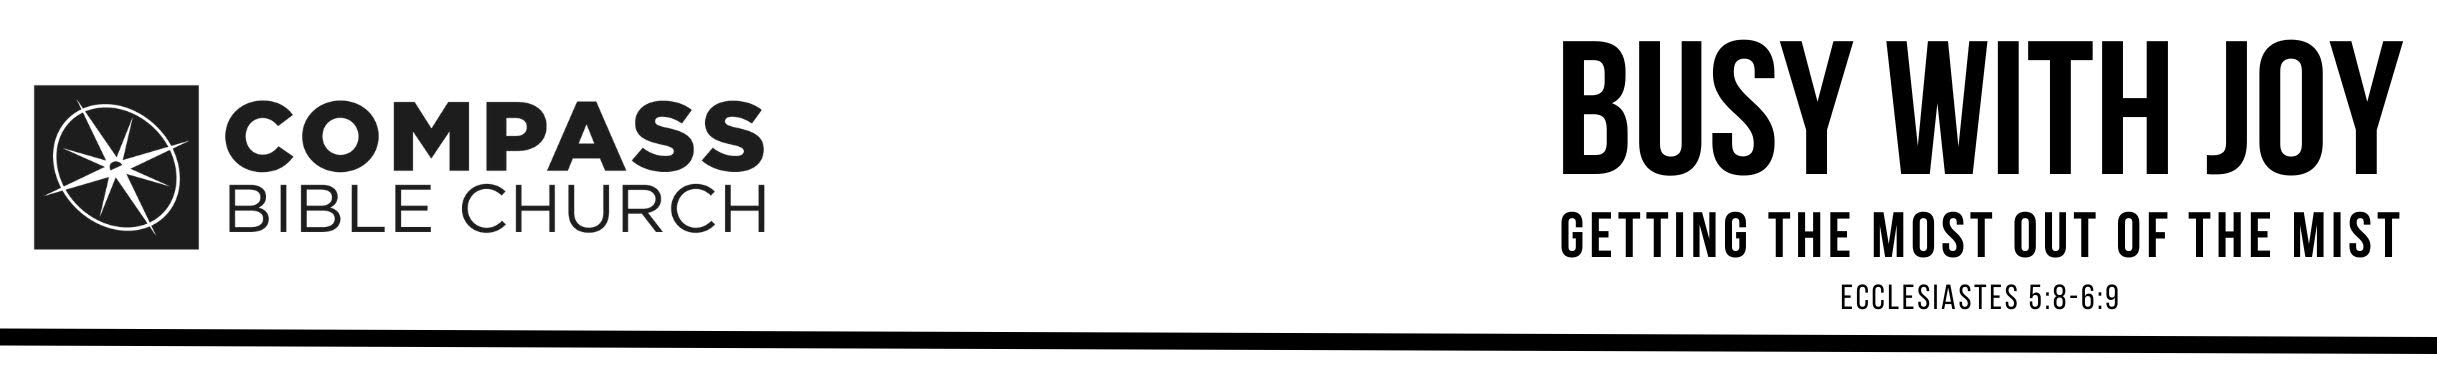 COMPASS
BIBLE CHURCH
BUSY WITH JOY
GETTING THE MOST OUT OF THE MIST
ECCLESIASTES 5:8-6:9